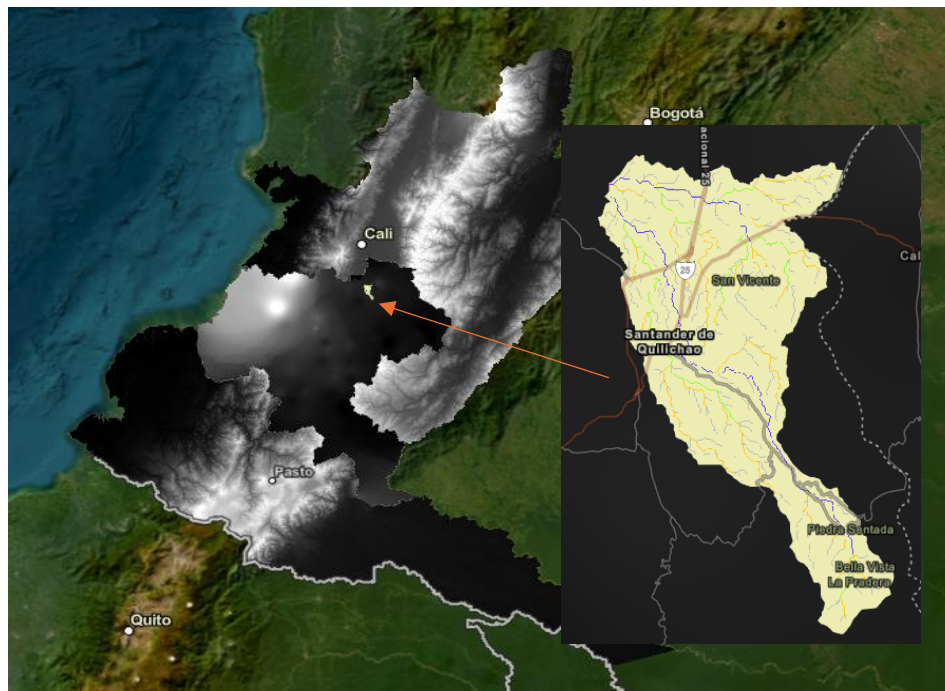 Bogotá
acional 25
Cali
Cal
25
San Vicente
Santander de
Quilichao
Pasto
Piedra Sentada
Bella Vista
La Pradera
Quito